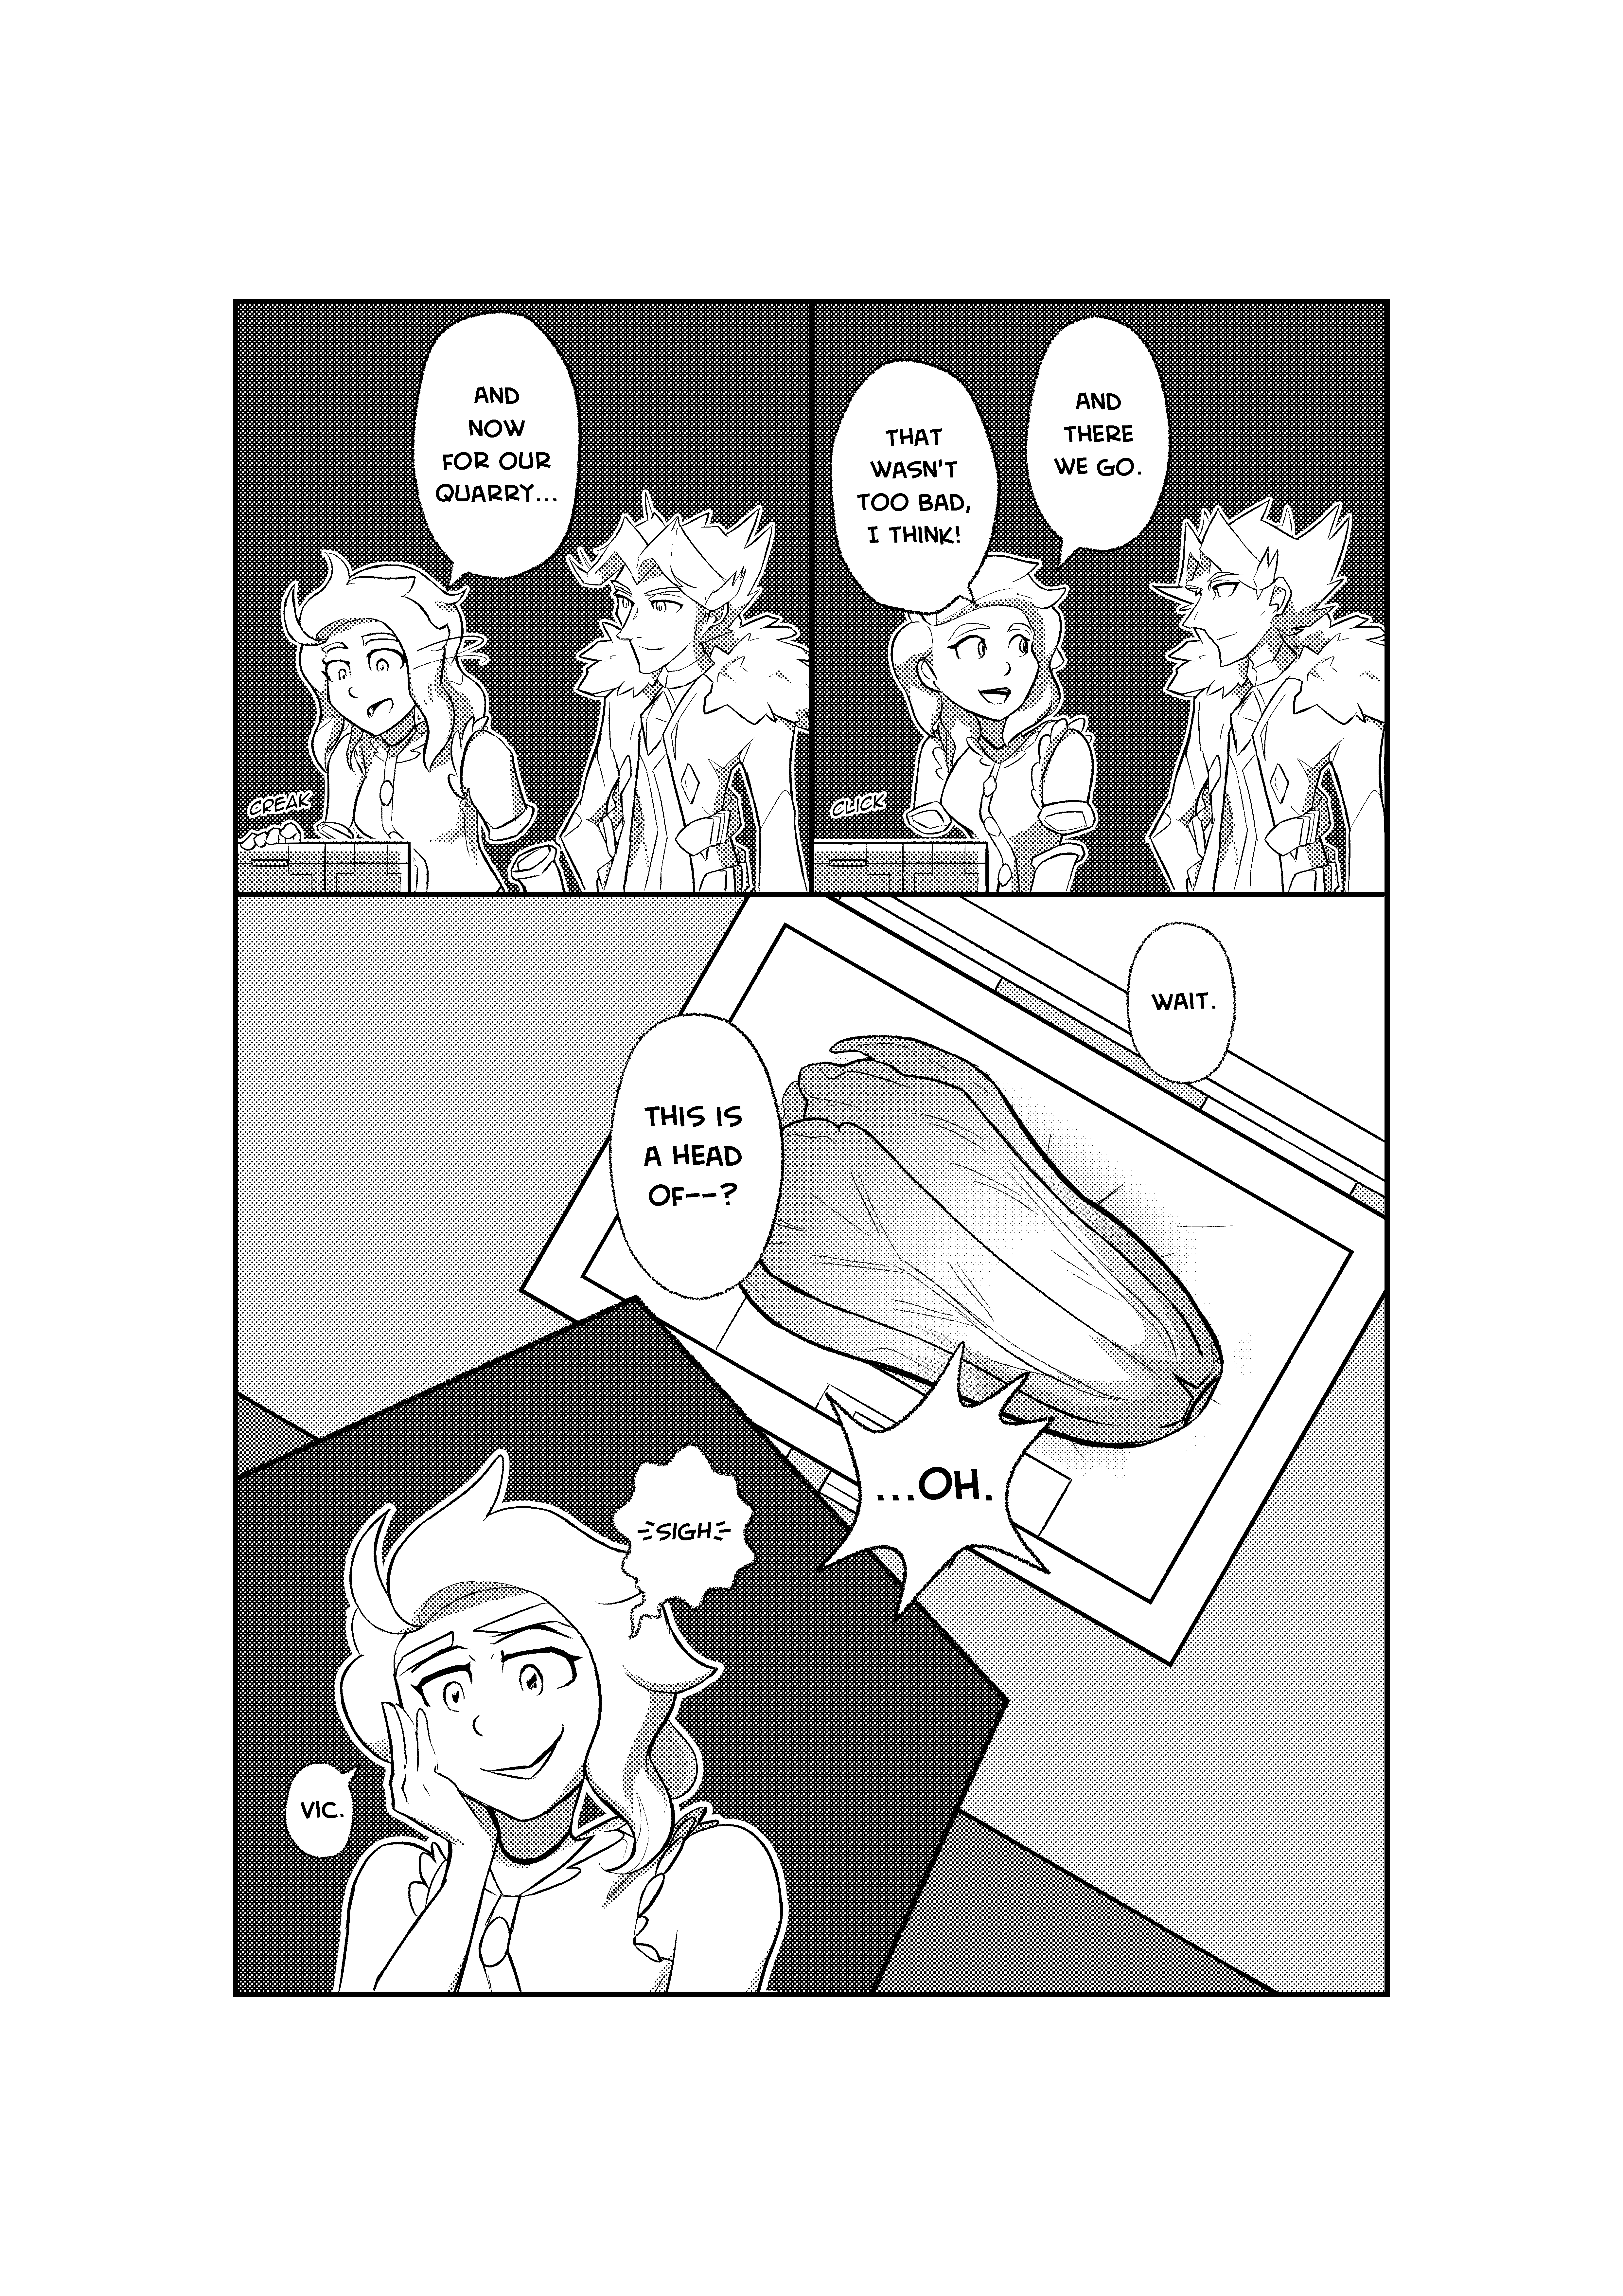 AND
THERE
WE GO.
THAT
WASN'T
TOO BAD,
I THINK!
CLICK
AND
NOW
FOR OUR
QUARRY...
CREAK
WAIT.
THIS IS
A HEAD
OF--?
...OH.
SIGH
VIC.